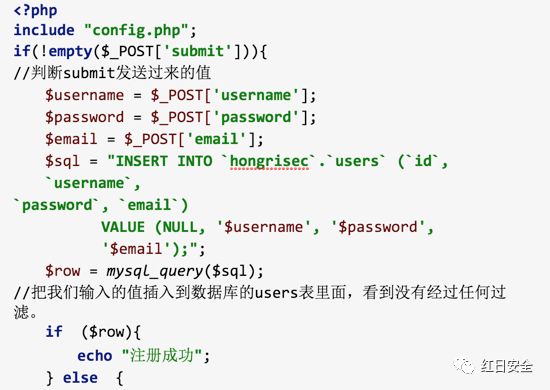 <?php
include "config.php";
if(!empty($_POST['submit'])){
//判断submit发送过来的值
$username = $_POST['username'];
$password = $_POST['password'];
$email = $_POST['email'];
$sql = "INSERT INTO `hongrisec`.`users` (`id`,
`username`,
`password`, `email`)
VALUE (NULL, '$username', '$password',
'$email');";
$row = mysql_query($sql);
//把我们输入的值插入到数据库的users表里面，看到没有经过任何过
滤。
if ($row){
echo "注册成功";
} else {
红日安全